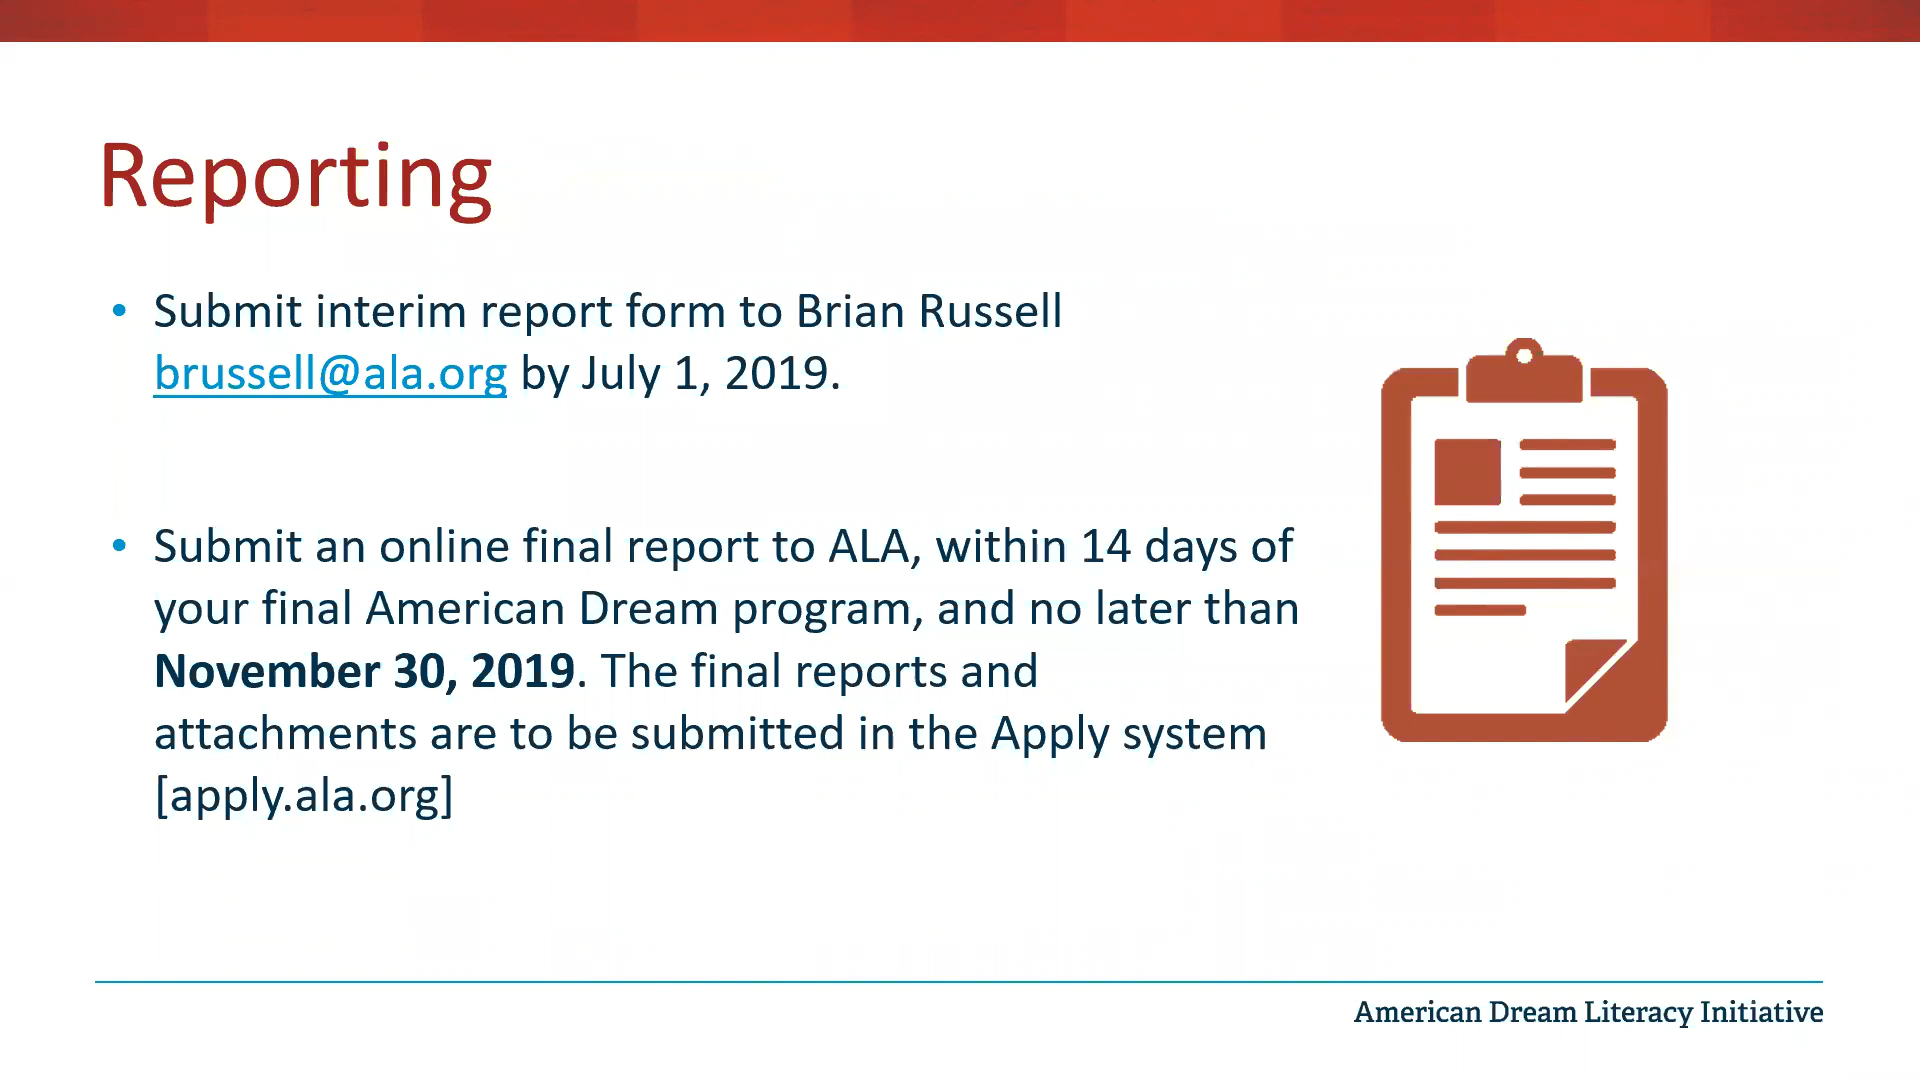 Reporting
• Submit interim report form to Brian Russell
brussell@ala.org by July 1, 2019.
• Submit an online final report to ALA, within 14 days of
your final American Dream program, and no later than
November 30, 2019. The final reports and
attachments are to be submitted in the Apply system
[apply.ala.org]
American Dream Literacy Initiative